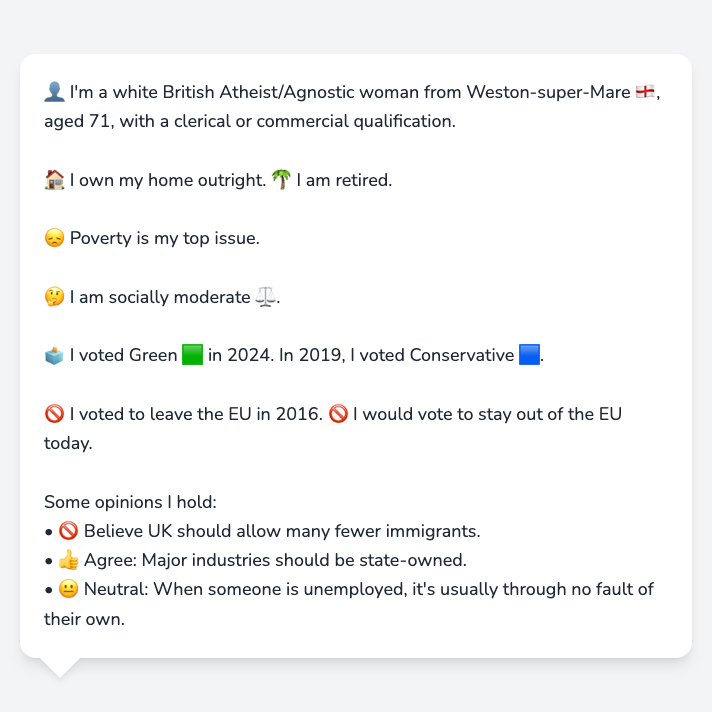 👤 I'm a white British Atheist/Agnostic woman from Weston-super-Mare 🏴󠁧󠁢󠁥󠁮󠁧󠁿,
aged 71, with a clerical or commercial qualification.
🏠 I own my home outright. 🌴 I am retired.
😞 Poverty is my top issue.
🤔 I am socially moderate ⚖️.
🗳️ I voted Green 🟩 in 2024. In 2019, I voted Conservative 🟦.
🚫 I voted to leave the EU in 2016. 🚫 I would vote to stay out of the EU
today.
Some opinions I hold:
• 🚫 Believe UK should allow many fewer immigrants.
• 👍 Agree: Major industries should be state-owned.
• 😐 Neutral: When someone is unemployed, it's usually through no fault of
their own.